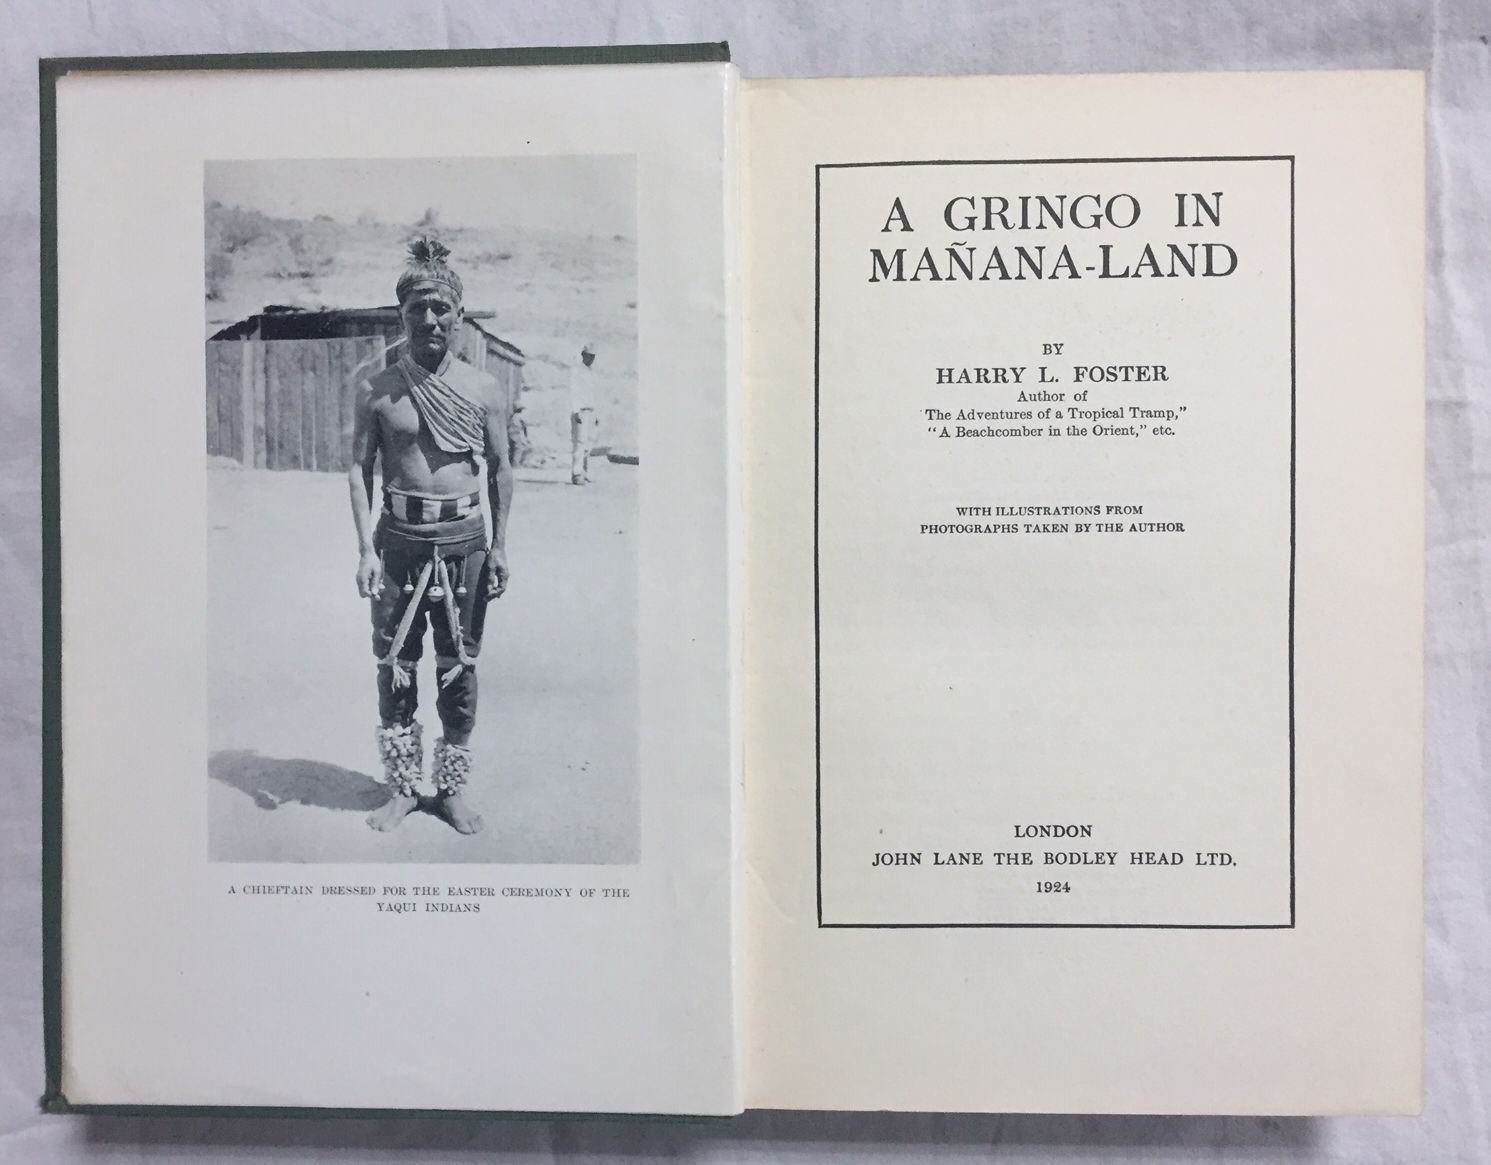 A CHIEFTAIN DRESSED FOR THE EASTER CEREMONY OF THE
YAQUI INDIANS
A GRINGO IN
MAÑANA-LAND
BY
HARRY L. FOSTER
Author of
'The Adventures of a Tropical Tramp,"
"A Beachcomber in the Orient," etc.
WITH ILLUSTRATIONS FROM
PHOTOGRAPHS TAKEN BY THE AUTHOR
LONDON
JOHN LANE THE BODLEY HEAD LTD.
1924